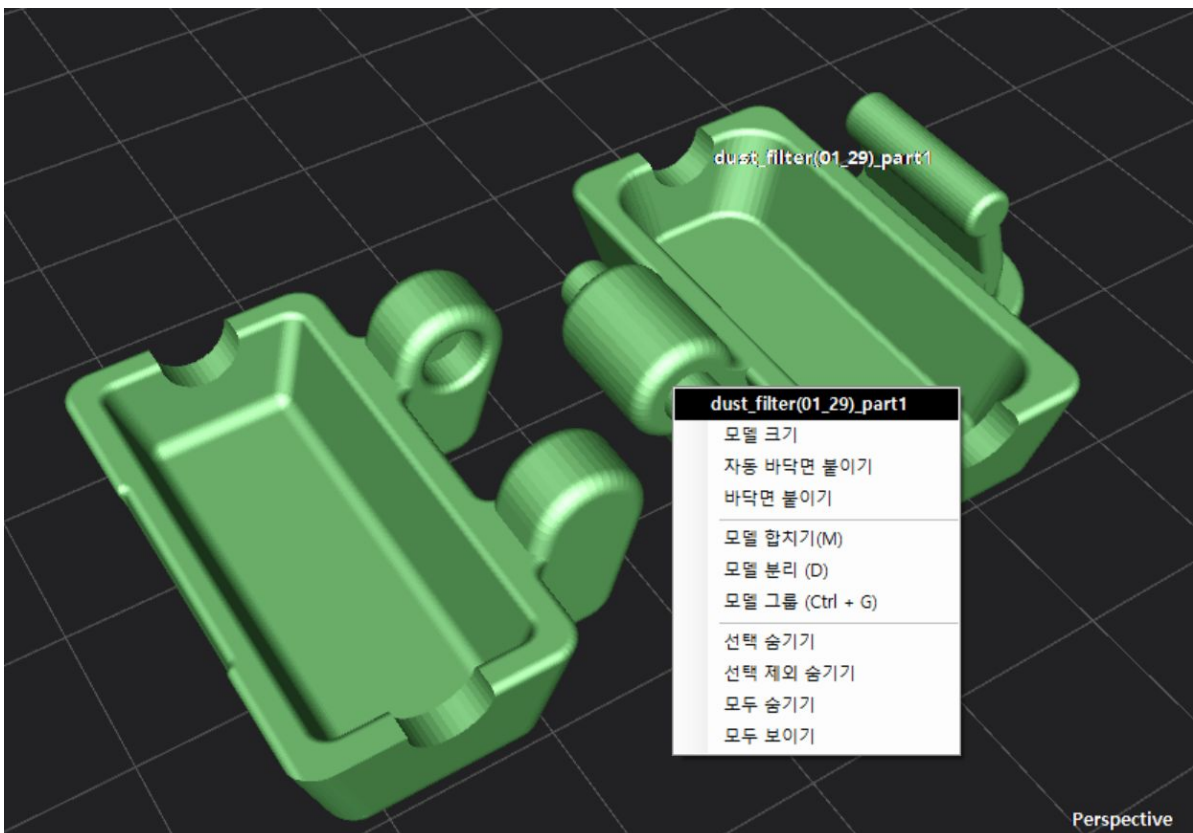 dust_filter(01_29)_part1
dust_filter(01_29)_part1
모델 크기
자동 바닥면 붙이기
바닥면 붙이기
모델 합치기(M)
모델 분리 (D)
모델 그룹 (Ctrl + G)
선택 숨기기
선택 제외 숨기기
모두 숨기기
모두 보이기
Perspective